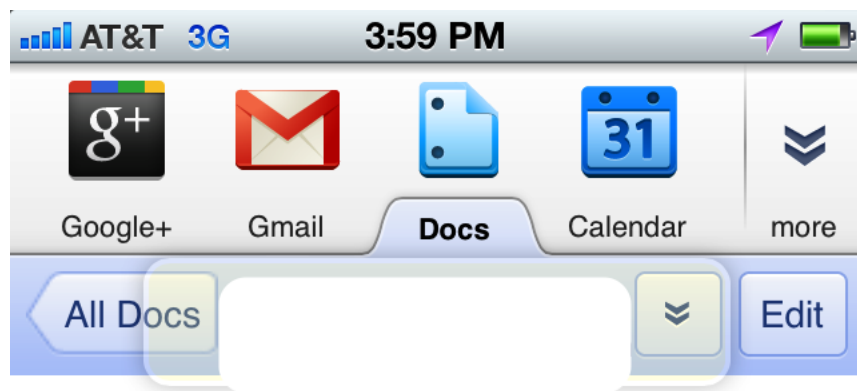 AT&T 3G 3:59 PM
g+ 31
Google+ Gmail Docs Calendar more
All Docs Edit